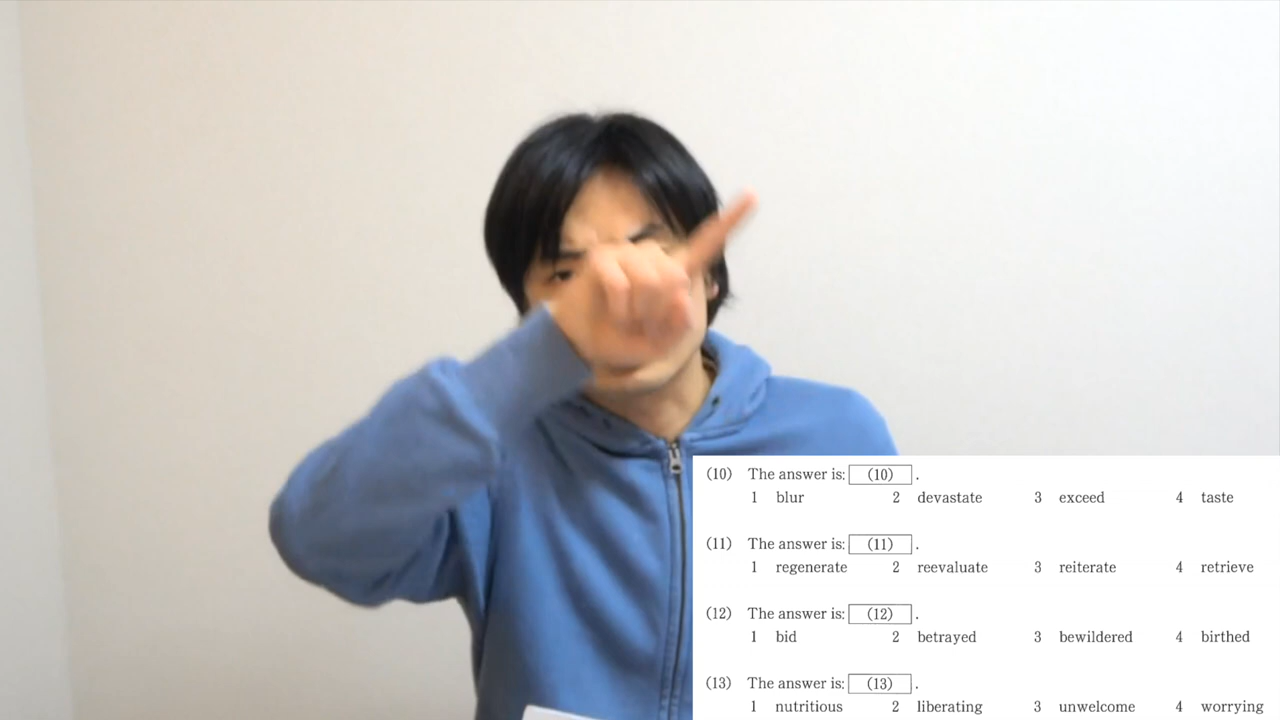 (10) The answer is: (10) .
1 blur 2 devastate 3 exceed 4 taste
(11) The answer is: (11) .
1 regenerate 2 reevaluate 3 reiterate 4 retrieve
(12) The answer is: (12) .
1 bid 2 betrayed 3 bewildered 4 birthed
(13) The answer is: (13) .
1 nutritious 2 liberating 3 unwelcome 4 worrying